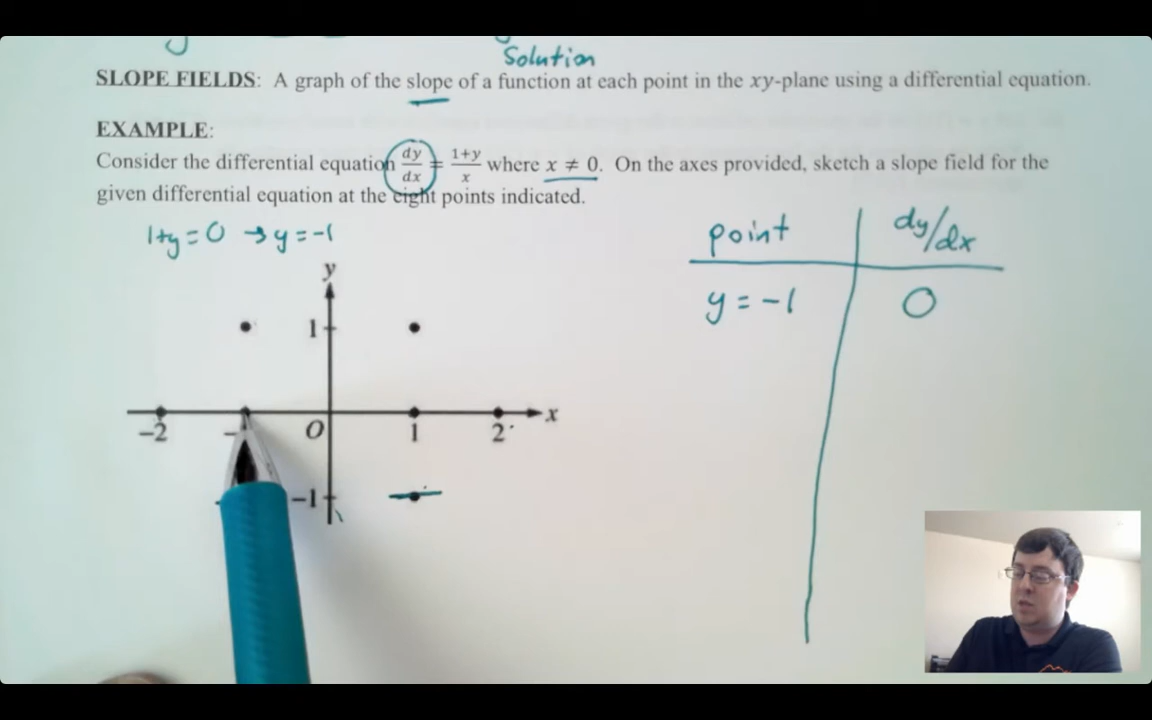 Solution
SLOPE FIELDS: A graph of the slope of a function at each point in the xy-plane using a differential equation.
EXAMPLE:
Consider the differential equation dy/dx = 1+y/x where x ≠ 0. On the axes provided, sketch a slope field for the
given differential equation at the eight points indicated.
1+y=0 → y=-1
point dy/dx
y = -1 0
y
1
x
-2 O 1 2
-1